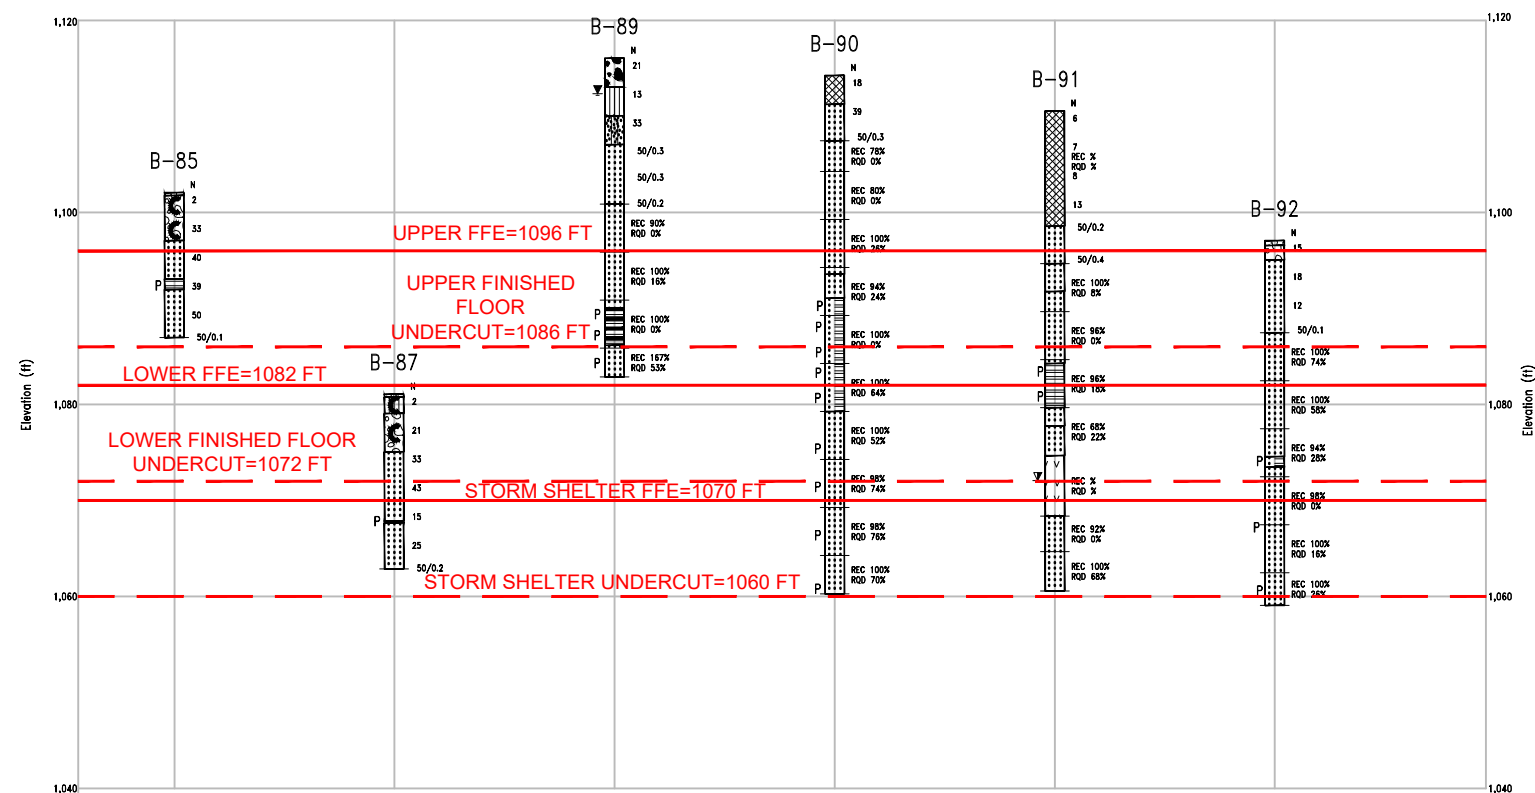 1,120
1,120
B-89
N
21
13
33
50/0.3
50/0.3
50/0.2
REC 90%
RQD 0%
REC 100%
RQD 16%
P
REC 100%
RQD 0%
P
P
REC 167%
RQD 53%
B-90
N
18
39
50/0.3
REC 78%
RQD 0%
REC 80%
RQD 0%
REC 100%
RQD 26%
REC 94%
RQD 24%
P
P
REC 100%
RQD 0%
P
P
REC 100%
RQD 64%
P
REC 100%
RQD 52%
P
REC 98%
RQD 74%
P
REC 98%
RQD 76%
P
REC 100%
RQD 70%
P
B-91
N
6
7
REC %
RQD %
8
13
50/0.2
50/0.4
REC 100%
RQD 8%
REC 96%
RQD 0%
P
REC 96%
RQD 18%
P
REC 68%
RQD 22%
REC %
RQD %
REC 92%
RQD 0%
REC 100%
RQD 68%
B-85
N
2
33
40
P
39
50
50/0.1
1,100
1,100
B-92
N
15
18
12
50/0.1
REC 100%
RQD 74%
REC 100%
RQD 58%
REC 94%
RQD 28%
P
REC 98%
RQD 0%
P
REC 100%
RQD 16%
REC 100%
RQD 26%
P
UPPER FFE=1096 FT
UPPER FINISHED
FLOOR
UNDERCUT=1086 FT
B-87
N
2
21
33
43
15
P
25
50/0.2
LOWER FFE=1082 FT
Elevation (ft)
Elevation (ft)
1,080
1,080
LOWER FINISHED FLOOR
UNDERCUT=1072 FT
STORM SHELTER FFE=1070 FT
STORM SHELTER UNDERCUT=1060 FT
1,060
1,060
1,040
1,040